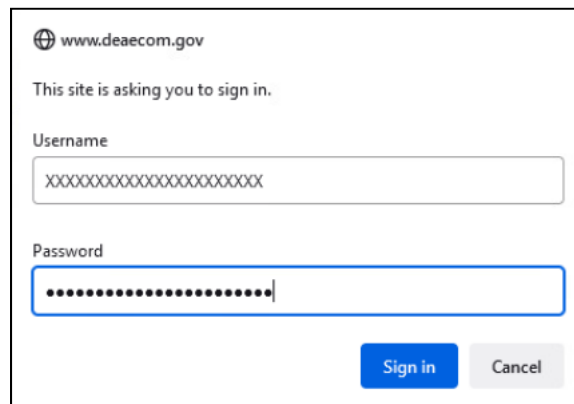 www.deaecom.gov
This site is asking you to sign in.
Username
XXXXXXXXXXXXXXXXXXXXXX
Password
•••••••••••••••••••••••
Sign in Cancel